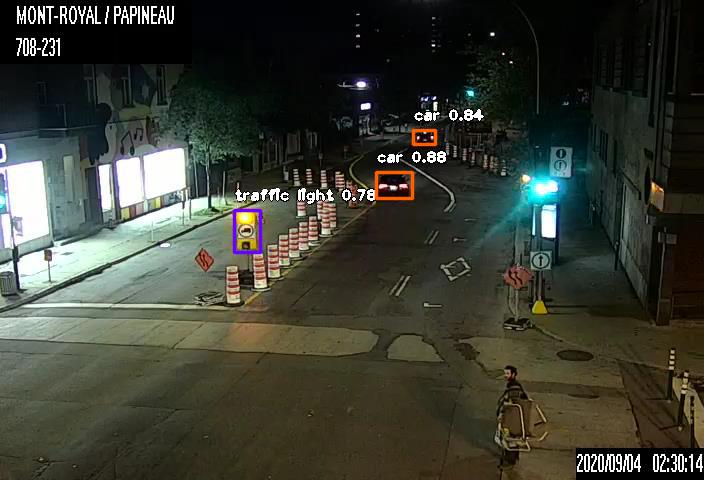 MONT-ROYAL / PAPINEAU
708-231
car 0.84
car 0.88
traffic light 0.78
2020/09/04 02:30:14